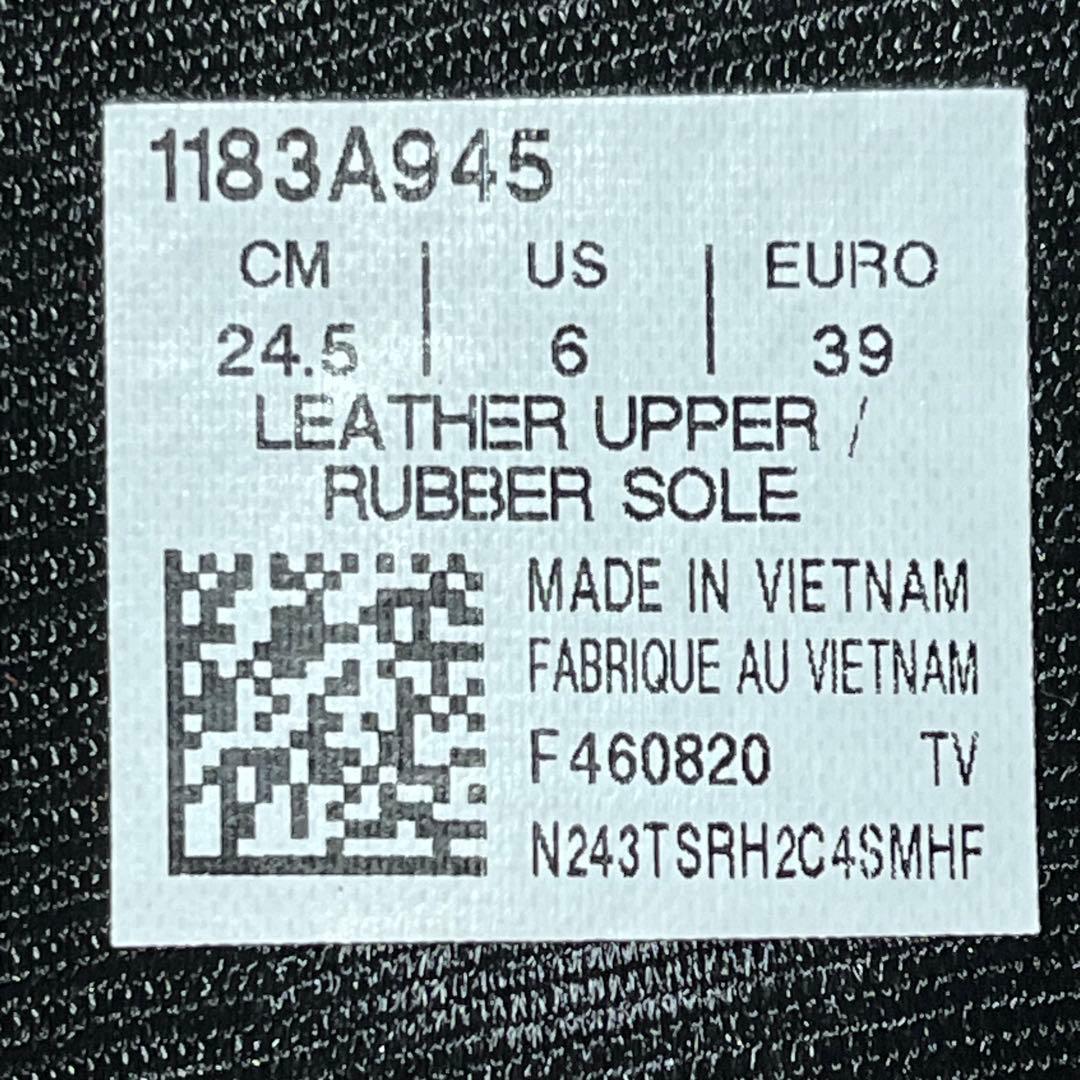 1183A945
CM | US | EURO
24.5 | 6 | 39
LEATHER UPPER /
RUBBER SOLE
MADE IN VIETNAM
FABRIQUE AU VIETNAM
F460820 TV
N243TSRH2C4SMHF